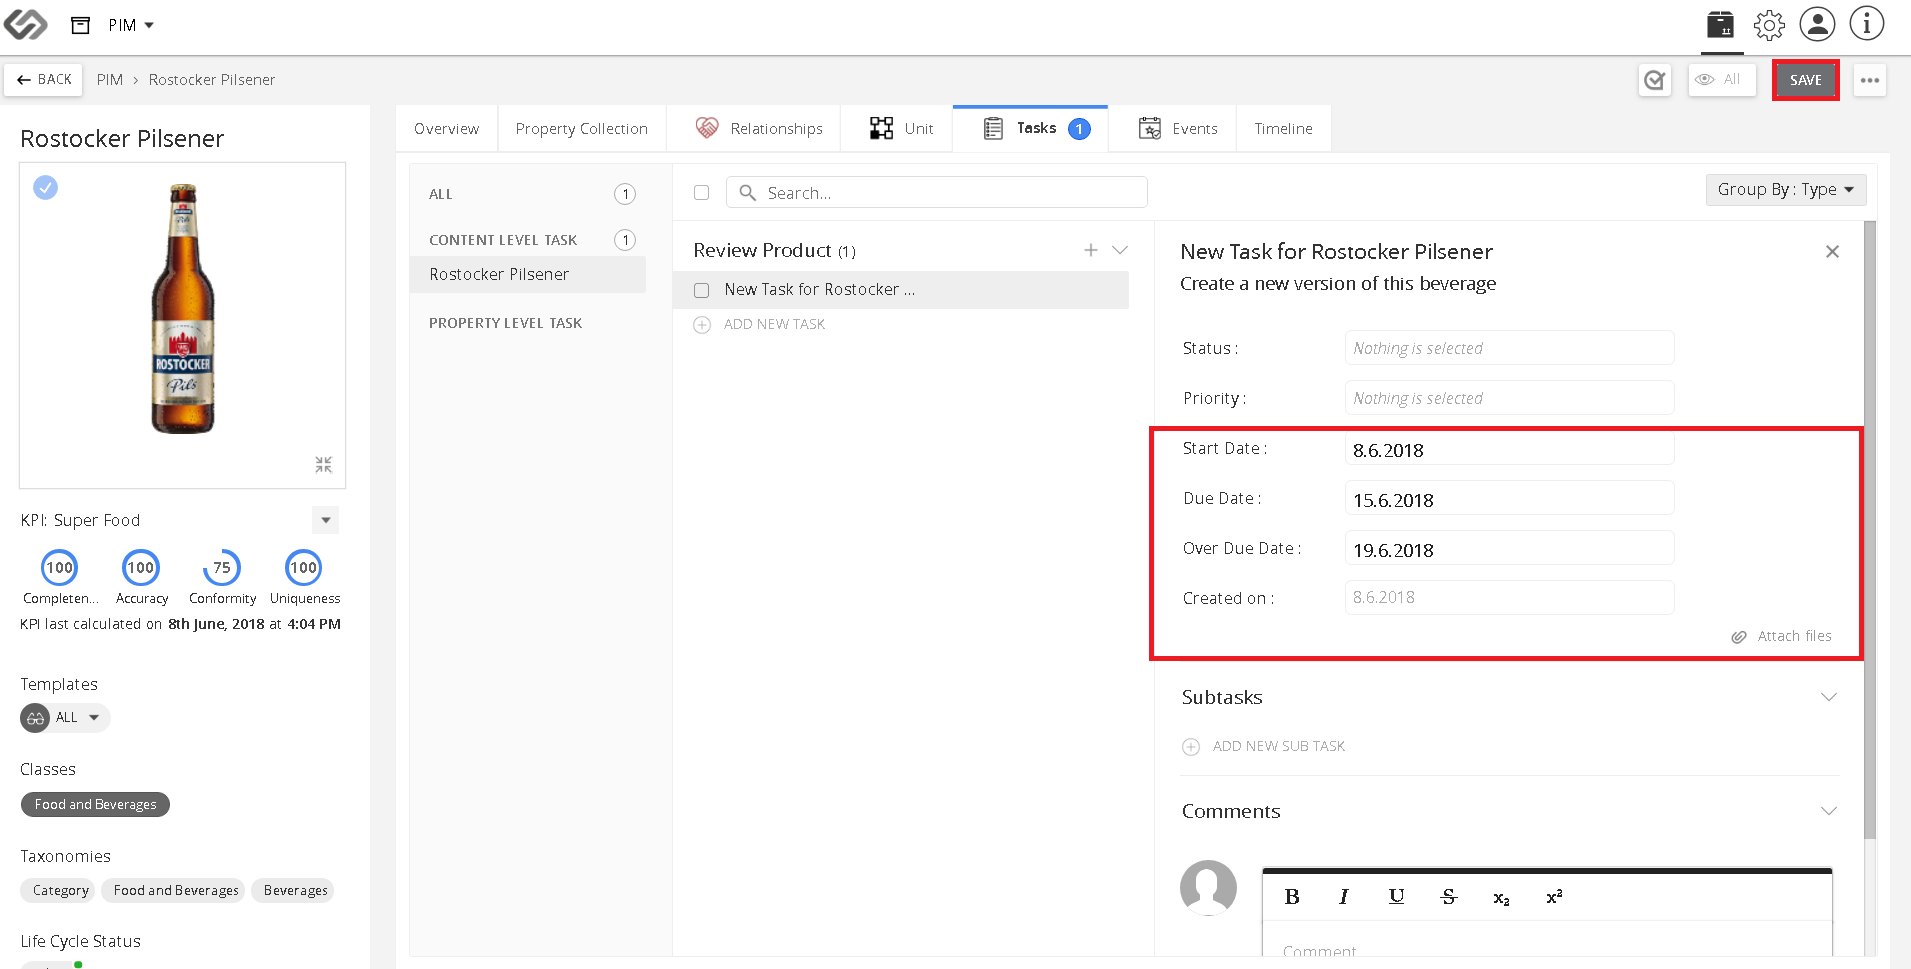 PIM
BACK PIM > Rostocker Pilsener
All SAVE
Rostocker Pilsener
ROSTOCKER
Pils
KPI: Super Food
100 100 75 100
Completen... Accuracy Conformity Uniqueness
KPI last calculated on 8th June, 2018 at 4:04 PM
Templates
ALL
Classes
Food and Beverages
Taxonomies
Category Food and Beverages Beverages
Life Cycle Status
Overview Property Collection Relationships Unit Tasks 1 Events Timeline
ALL 1
CONTENT LEVEL TASK 1
Rostocker Pilsener
PROPERTY LEVEL TASK
Search...
Group By : Type
Review Product (1)
New Task for Rostocker ...
ADD NEW TASK
New Task for Rostocker Pilsener
Create a new version of this beverage
Status : Nothing is selected
Priority : Nothing is selected
Start Date : 8.6.2018
Due Date : 15.6.2018
Over Due Date : 19.6.2018
Created on : 8.6.2018
Attach files
Subtasks
ADD NEW SUB TASK
Comments
B I U S x₂ x²
Comment